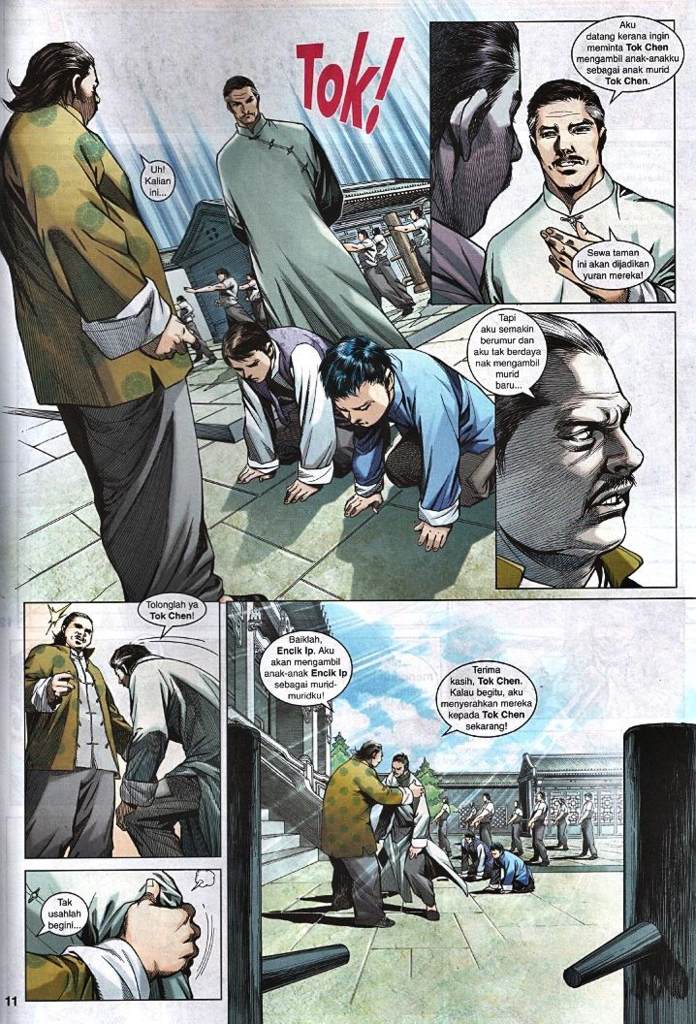 Tok!
Uh!
Kalian
ini...
Aku
datang kerana ingin
meminta Tok Chen
mengambil anak-anakku
sebagai anak murid
Tok Chen.
Sewa taman
ini akan dijadikan
yuran mereka!
Tapi
aku semakin
berumur dan
aku tak berdaya
nak mengambil
murid
baru...
Tolonglah ya
Tok Chen!
Tak
usahlah
begini...
Baiklah,
Encik Ip. Aku
akan mengambil
anak-anak Encik Ip
sebagai murid-
muridku!
Terima
kasih, Tok Chen.
Kalau begitu, aku
menyerahkan mereka
kepada Tok Chen
sekarang!
11